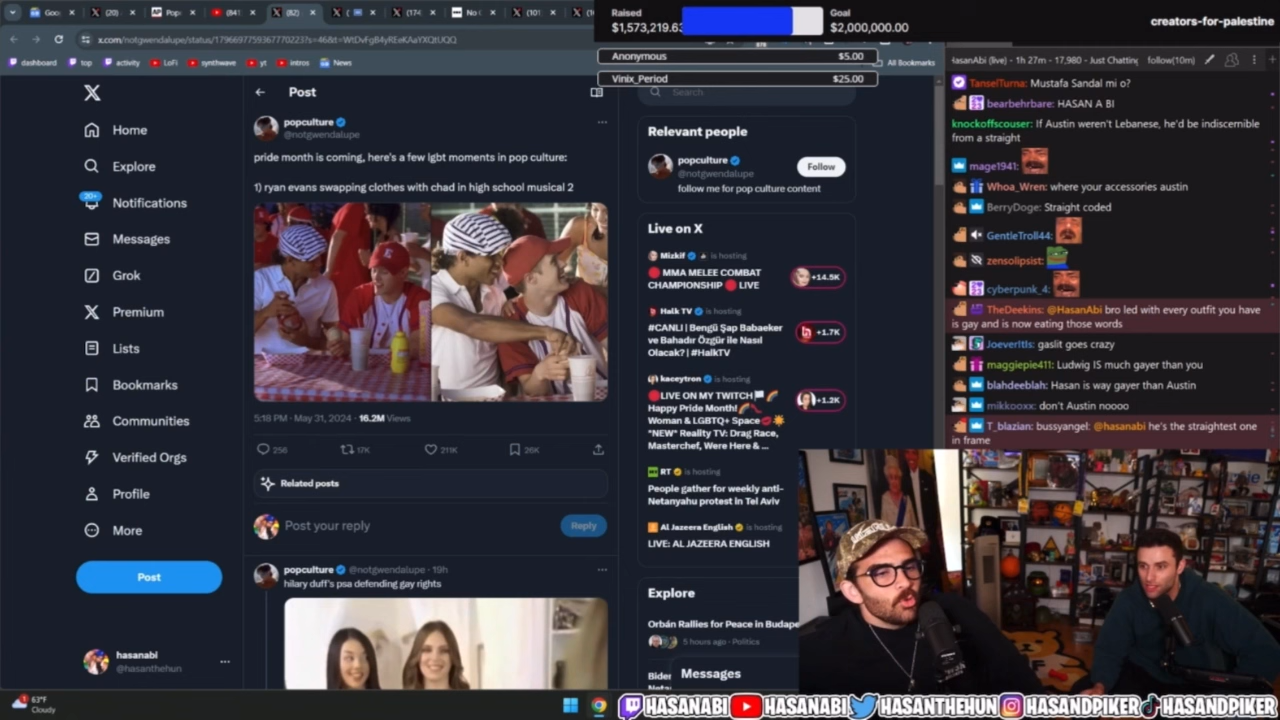 Raised
$1,573,219.63
Goal
$2,000,000.00
creators-for-palestine
Anonymous $5.00
Vinix_Period $25.00
x.com/notgwendalupe/status/1796697759367770223?s=46&t=WtDvFgB4yREeKAaYXQtUQQ
dashboard
top
activity
LoFi
synthwave
yt
intros
News
All Bookmarks
Home
Explore
20+
Notifications
Messages
Grok
Premium
Lists
Bookmarks
Communities
Verified Orgs
Profile
More
Post
hasanabi
@hasanthehun
Post
popculture
@notgwendalupe
pride month is coming, here's a few lgbt moments in pop culture:
1) ryan evans swapping clothes with chad in high school musical 2
5:18 PM · May 31, 2024 · 16.2M Views
256
17K
211K
26K
Related posts
Post your reply
Reply
popculture @notgwendalupe · 19h
hilary duff's psa defending gay rights
Search
Relevant people
popculture
@notgwendalupe
Follow
follow me for pop culture content
Live on X
Mizkif is hosting
MMA MELEE COMBAT
CHAMPIONSHIP LIVE
+14.5K
Halk TV is hosting
#CANLI | Bengü Şap Babaeker
ve Bahadır Özgür ile Nasıl
Olacak? | #HalkTV
+1.7K
kaceytron is hosting
LIVE ON MY TWITCH
Happy Pride Month!
Woman & LGBTQ+ Space
*NEW* Reality TV: Drag Race,
Masterchef, Were Here & ...
+1.2K
RT is hosting
People gather for weekly anti-
Netanyahu protest in Tel Aviv
Al Jazeera English is hosting
LIVE: AL JAZEERA ENGLISH
Explore
Orbán Rallies for Peace in Budape
5 hours ago · Politics
Messages
HasanAbi (live) - 1h 27m - 17,980 - Just Chatting
follow(10m)
TanselTurna: Mustafa Sandal mi o?
bearbehrbare: HASAN A BI
knockoffscouser: If Austin weren't Lebanese, he'd be indiscernible
from a straight
mage1941:
Whoa_Wren: where your accessories austin
BerryDoge: Straight coded
GentleTroll44:
zensolipsist:
cyberpunk_4:
TheDeekins: @HasanAbi bro led with every outfit you have
is gay and is now eating those words
JoeverItIs: gaslit goes crazy
maggiepie411: Ludwig IS much gayer than you
blahdeeblah: Hasan is way gayer than Austin
mikkooxx: don't Austin noooo
T_blazian: bussyangel: @hasanabi he's the straightest one
in frame
63°F
Cloudy
HASANABI
HASANABI
HASANTHEHUN
HASANDPIKER
HASANDPIKER